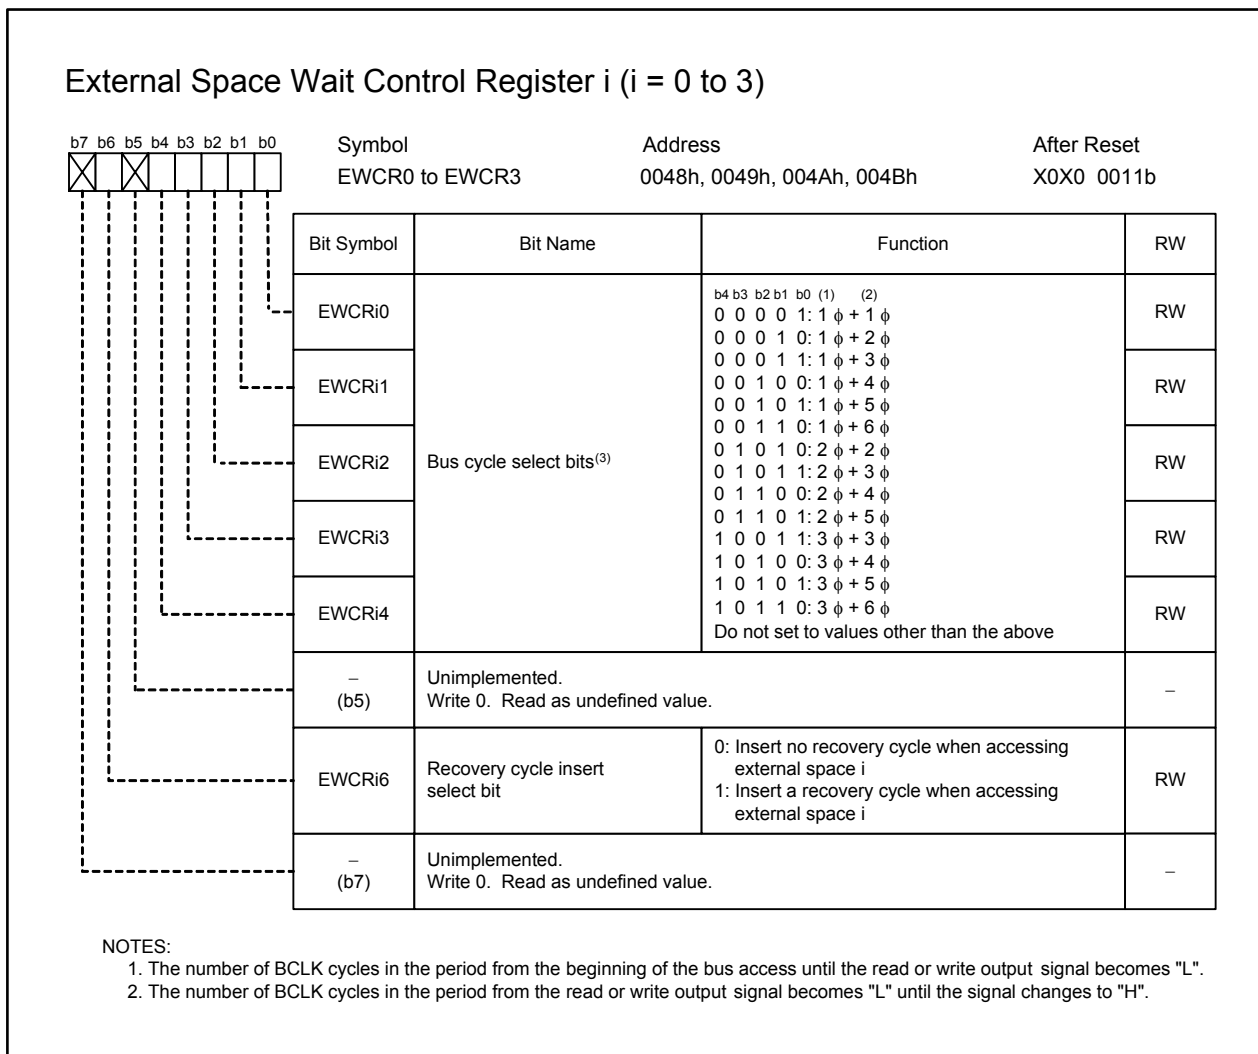 External Space Wait Control Register i (i = 0 to 3)
b7 b6 b5 b4 b3 b2 b1 b0
Symbol Address After Reset
EWCR0 to EWCR3 0048h, 0049h, 004Ah, 004Bh X0X0 0011b
Bit Symbol Bit Name Function RW
EWCRi0 RW
EWCRi1 RW
EWCRi2 RW
EWCRi3 RW
EWCRi4 RW
Bus cycle select bits(3)
b4 b3 b2 b1 b0 (1) (2)
0 0 0 0 1: 1 ϕ + 1 ϕ
0 0 0 1 0: 1 ϕ + 2 ϕ
0 0 0 1 1: 1 ϕ + 3 ϕ
0 0 1 0 0: 1 ϕ + 4 ϕ
0 0 1 0 1: 1 ϕ + 5 ϕ
0 0 1 1 0: 1 ϕ + 6 ϕ
0 1 0 1 0: 2 ϕ + 2 ϕ
0 1 0 1 1: 2 ϕ + 3 ϕ
0 1 1 0 0: 2 ϕ + 4 ϕ
0 1 1 0 1: 2 ϕ + 5 ϕ
1 0 0 1 1: 3 ϕ + 3 ϕ
1 0 1 0 0: 3 ϕ + 4 ϕ
1 0 1 0 1: 3 ϕ + 5 ϕ
1 0 1 1 0: 3 ϕ + 6 ϕ
Do not set to values other than the above
–
(b5)
Unimplemented.
Write 0. Read as undefined value.
–
EWCRi6
Recovery cycle insert
select bit
0: Insert no recovery cycle when accessing
external space i
1: Insert a recovery cycle when accessing
external space i
RW
–
(b7)
Unimplemented.
Write 0. Read as undefined value.
–
NOTES:
1. The number of BCLK cycles in the period from the beginning of the bus access until the read or write output signal becomes "L".
2. The number of BCLK cycles in the period from the read or write output signal becomes "L" until the signal changes to "H".